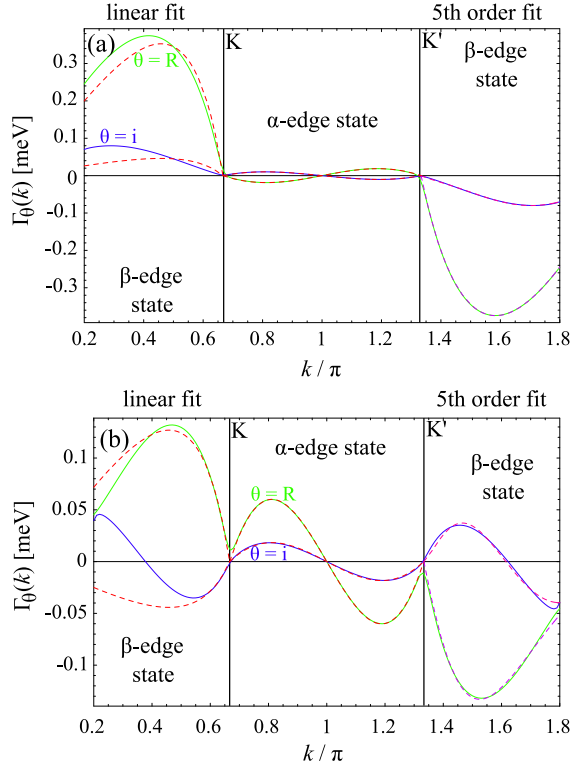 linear fit 5th order fit
(a) K K'
θ = R
β-edge
state
α-edge state
θ = i
Γθ(k) [meV]
0.3
0.2
0.1
0
-0.1
-0.2
-0.3
β-edge
state
0.2 0.4 0.6 0.8 1 1.2 1.4 1.6 1.8
k / π
linear fit 5th order fit
(b) K K'
α-edge state
β-edge
state
θ = R
θ = i
Γθ(k) [meV]
0.1
0.05
0
-0.05
-0.1
β-edge
state
0.2 0.4 0.6 0.8 1 1.2 1.4 1.6 1.8
k / π